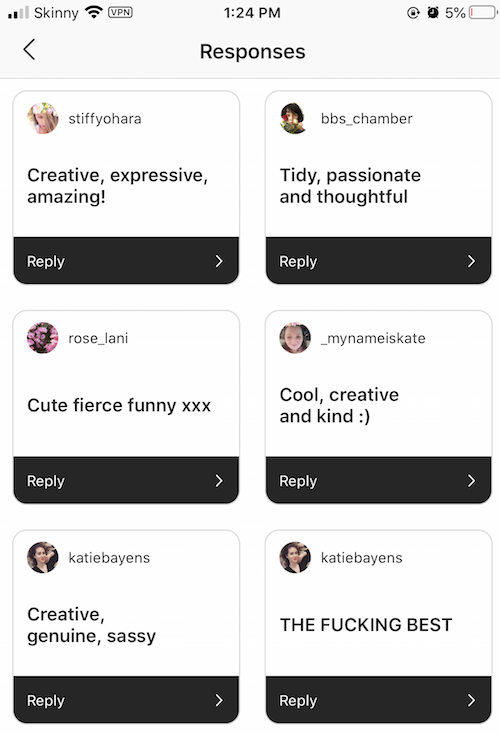 Skinny VPN 1:24 PM 5%
Responses
stiffyohara
Creative, expressive,
amazing!
Reply
bbs_chamber
Tidy, passionate
and thoughtful
Reply
rose_lani
Cute fierce funny xxx
Reply
_mynameiskate
Cool, creative
and kind :)
Reply
katiebayens
Creative,
genuine, sassy
Reply
katiebayens
THE FUCKING BEST
Reply